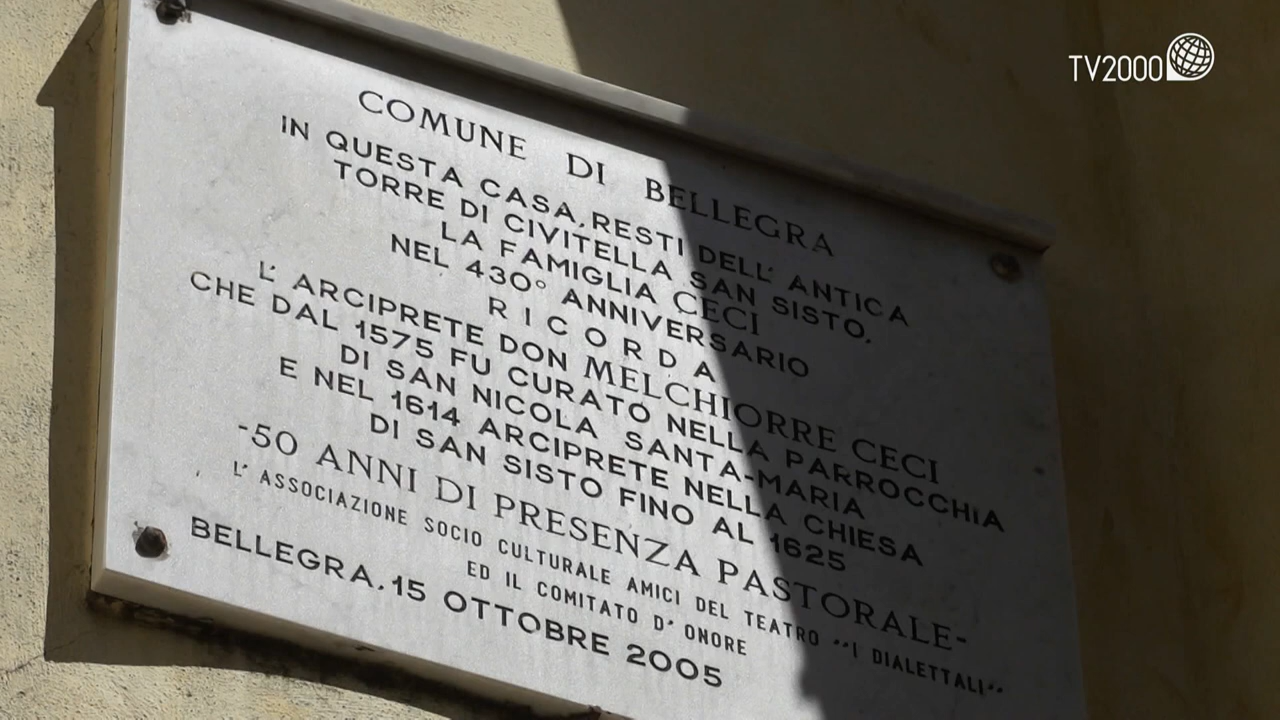 TV2000
COMUNE DI BELLEGRA
IN QUESTA CASA, RESTI DELL' ANTICA
TORRE DI CIVITELLA SAN SISTO,
LA FAMIGLIA CECI
NEL 430° ANNIVERSARIO
RICORDA
L' ARCIPRETE DON MELCHIORRE CECI
CHE DAL 1575 FU CURATO NELLA PARROCCHIA
DI SAN NICOLA SANTA-MARIA
E NEL 1614 ARCIPRETE NELLA CHIESA
DI SAN SISTO FINO AL 1625
-50 ANNI DI PRESENZA PASTORALE-
L' ASSOCIAZIONE SOCIO CULTURALE AMICI DEL TEATRO "I DIALETTALI"
ED IL COMITATO D' ONORE
BELLEGRA, 15 OTTOBRE 2005